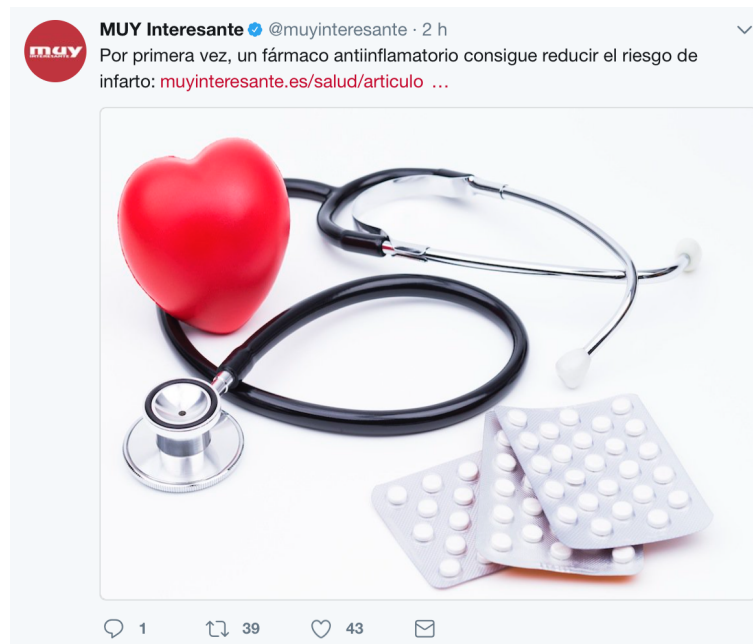 MUY Interesante @muyinteresante · 2 h
muy
INTERESANTE
Por primera vez, un fármaco antiinflamatorio consigue reducir el riesgo de
infarto: muyinteresante.es/salud/articulo …
1 39 43